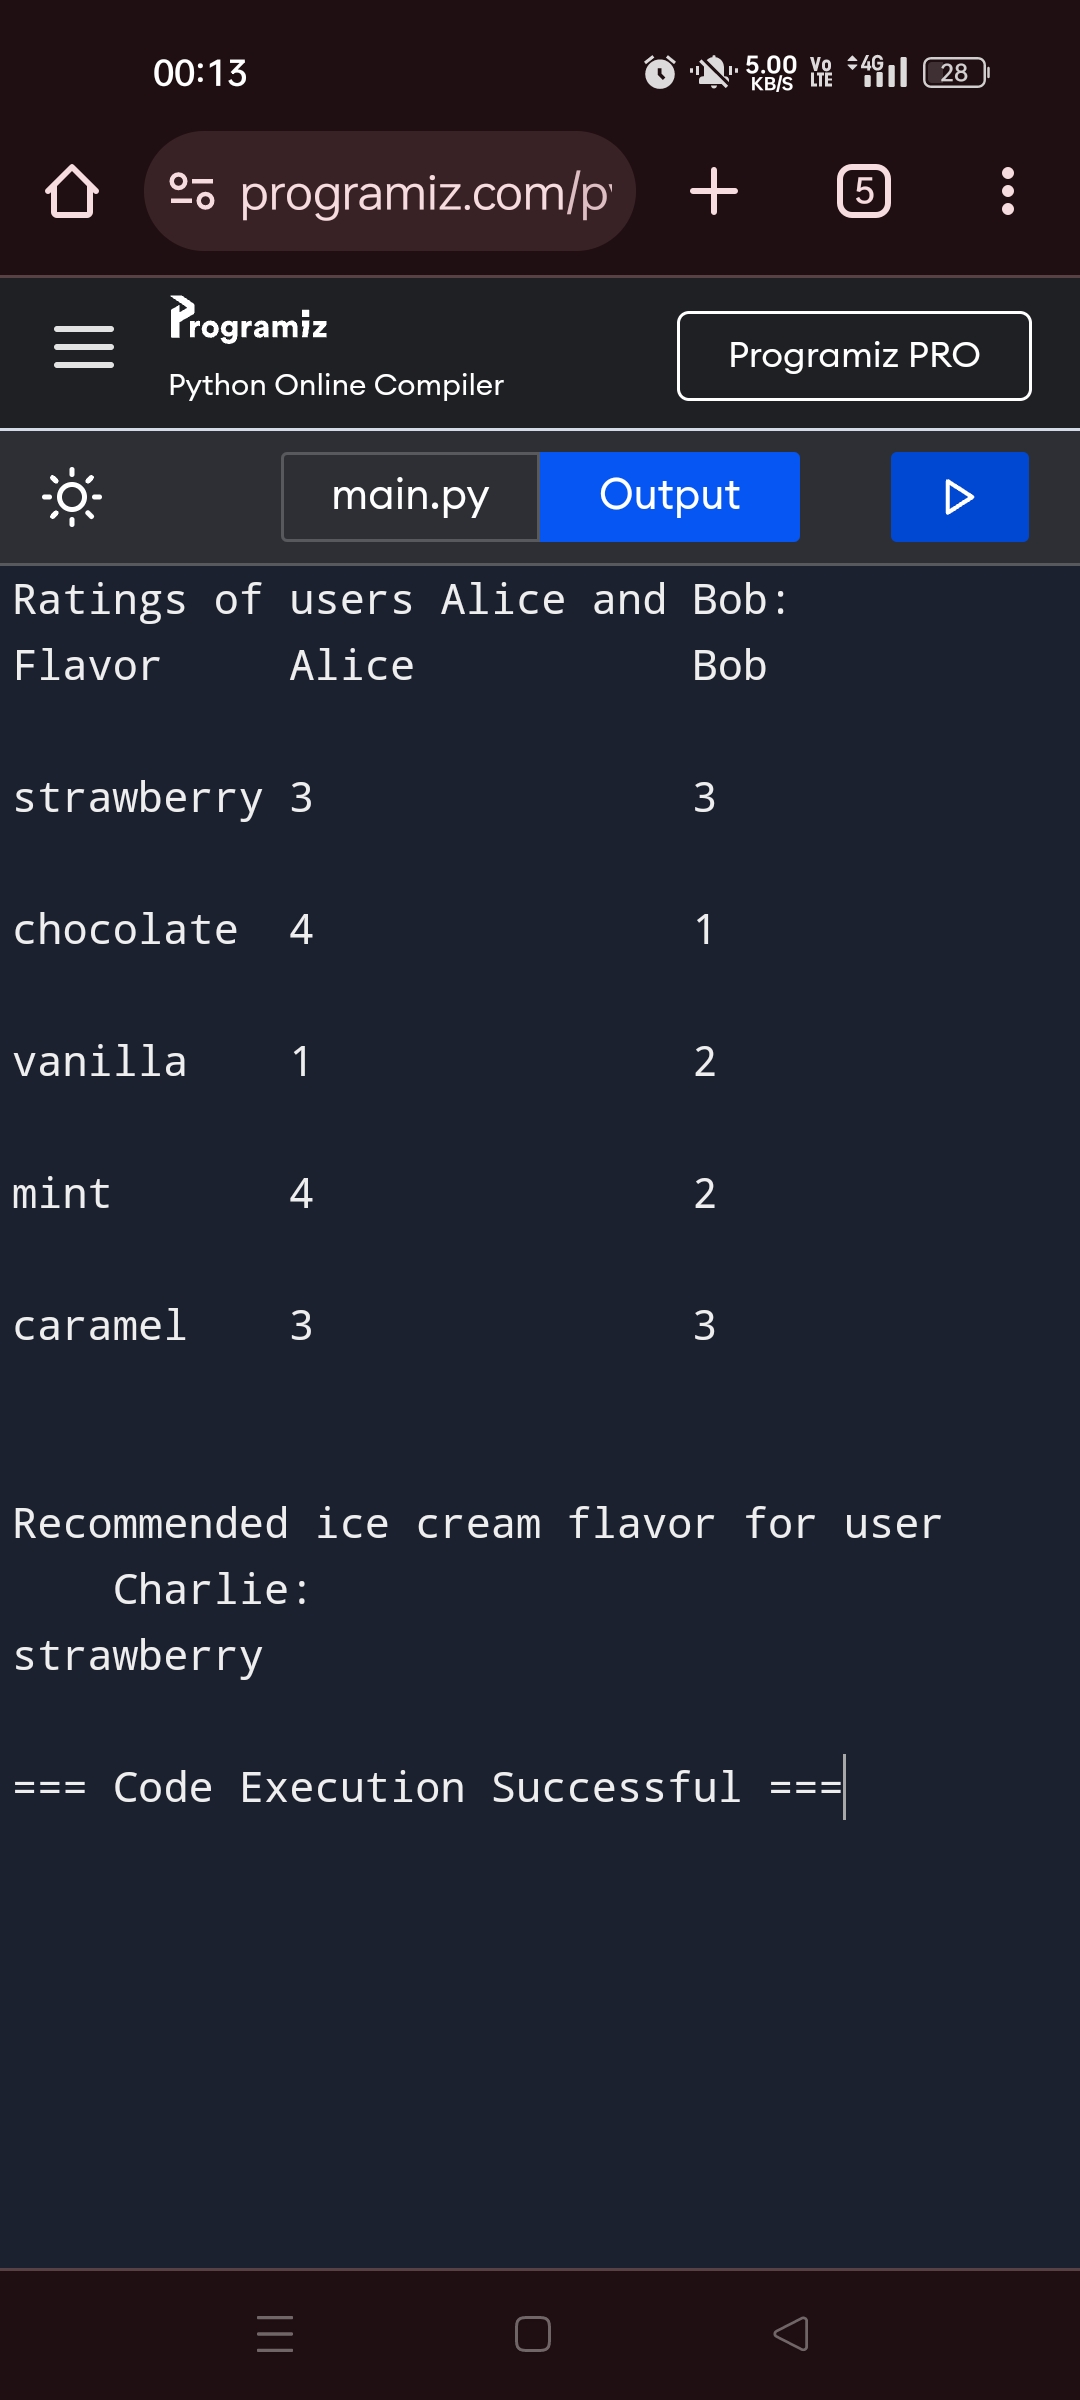 00:13 5.00 KB/S Vo LTE 4G 28
programiz.com/p 5
Programiz
Python Online Compiler
Programiz PRO
main.py Output
Ratings of users Alice and Bob:
Flavor Alice Bob
strawberry 3 3
chocolate 4 1
vanilla 1 2
mint 4 2
caramel 3 3
Recommended ice cream flavor for user
Charlie:
strawberry
=== Code Execution Successful ===